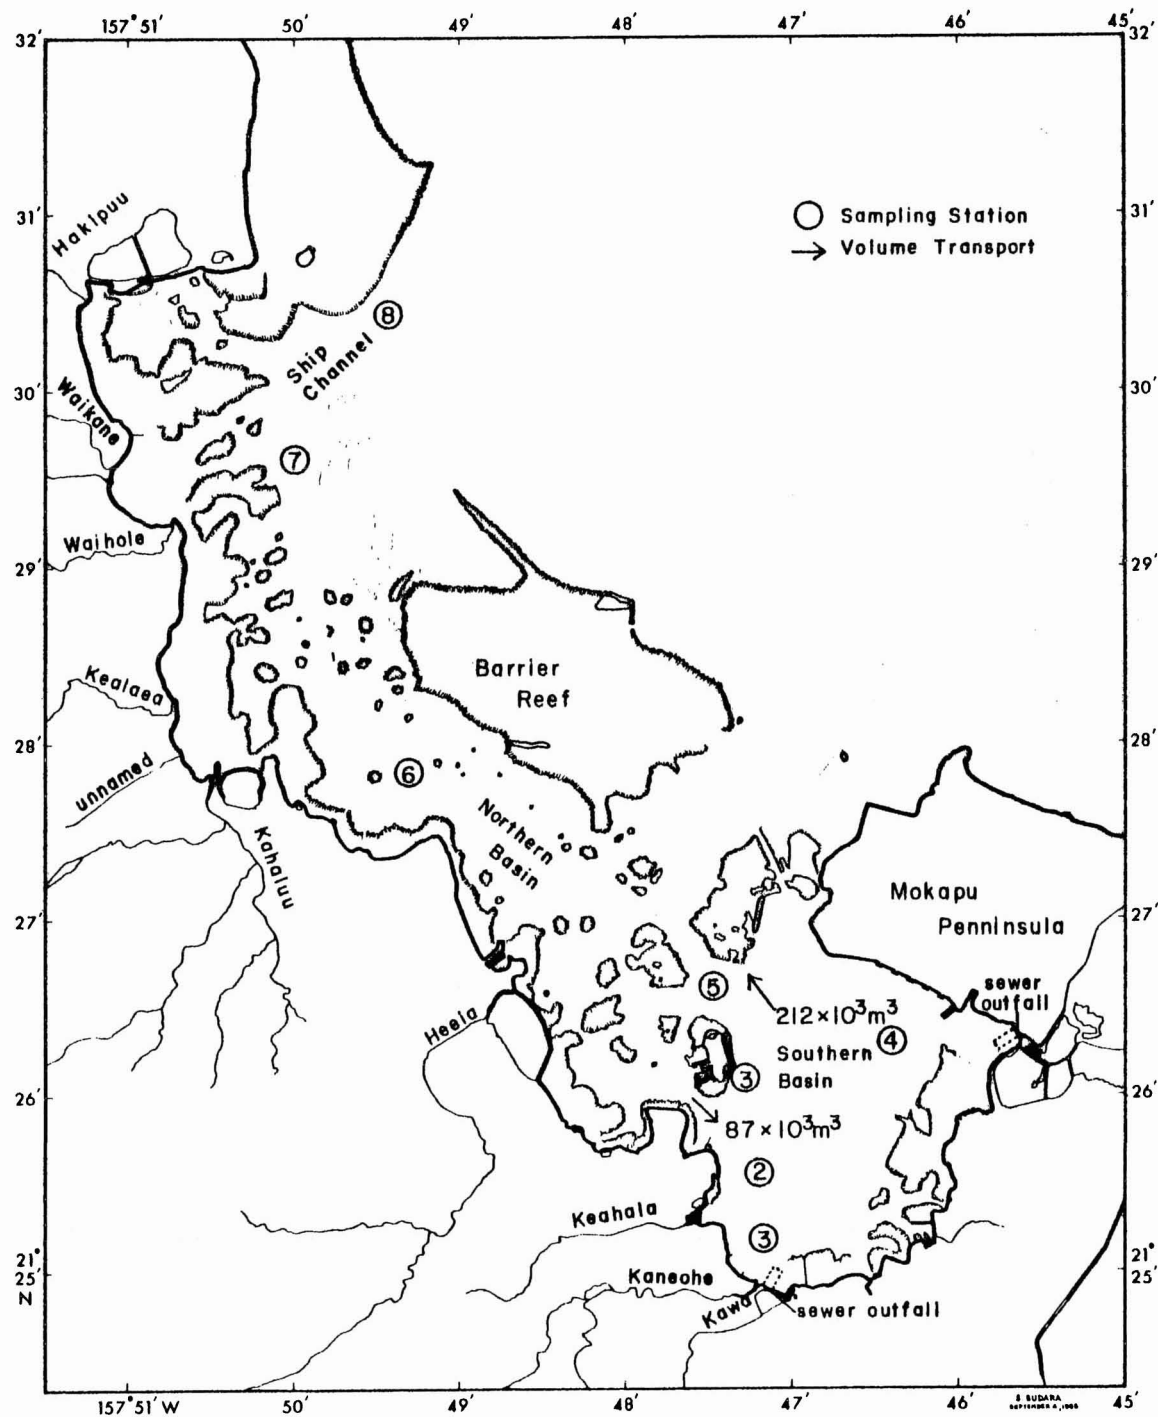 157° 51'
50'
49'
48'
47'
46'
45'
32'
32'
31'
31'
Hakipuu
Sampling Station
Volume Transport
8
Ship
Channel
30'
30'
Waikane
7
Waihole
29'
29'
Barrier
Reef
Kealaea
28'
28'
unnamed
6
Northern
Basin
Kahaluu
Mokapu
Penninsula
27'
27'
5
sewer
outfall
212×10³m³
4
Heeia
Southern
Basin
3
26'
26'
87×10³m³
2
Keahala
3
21°
25'
N
21°
25'
Kaneohe
Kawa
sewer outfall
157° 51' W
50'
49'
48'
47'
46'
45'
S. SUDARA